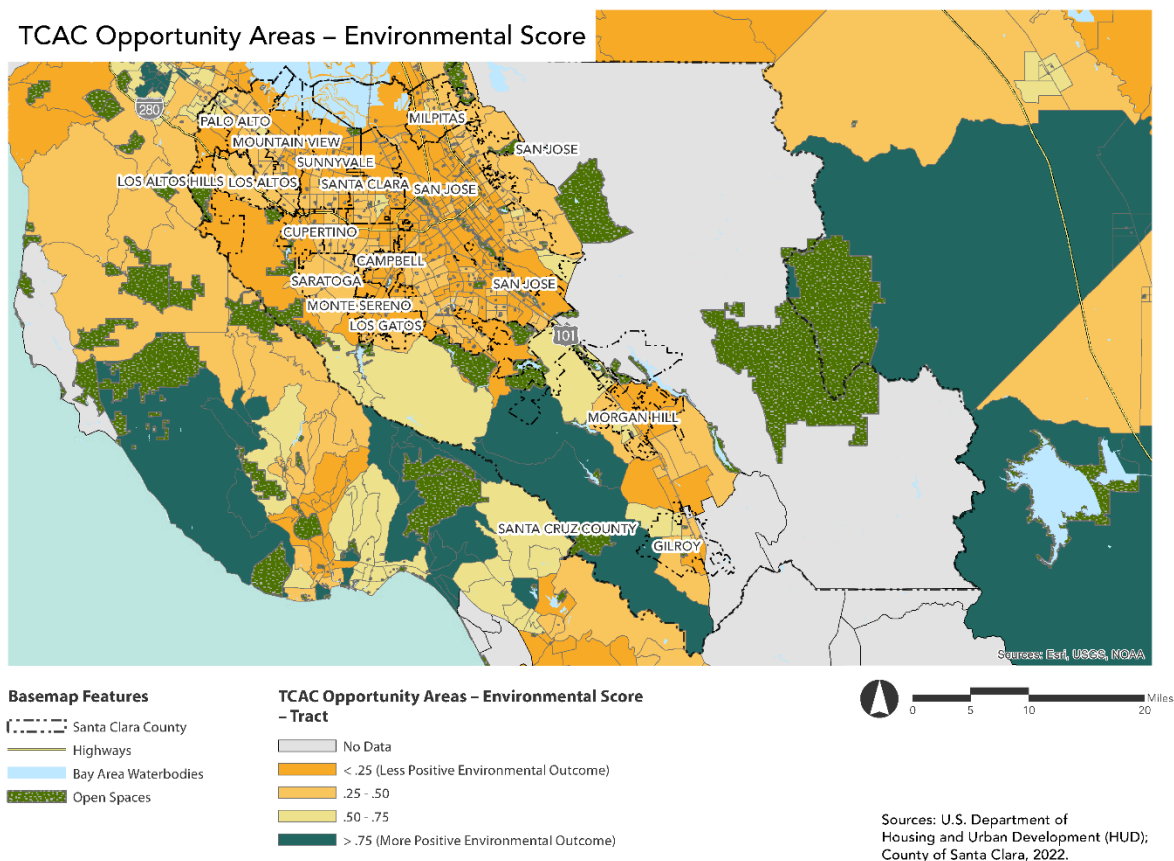 TCAC Opportunity Areas – Environmental Score
280
PALO ALTO
MILPITAS
MOUNTAIN VIEW
SAN JOSE
SUNNYVALE
LOS ALTOS HILLS
LOS ALTOS
SANTA CLARA
SAN JOSE
CUPERTINO
CAMPBELL
SARATOGA
SAN JOSE
MONTE SERENO
LOS GATOS
101
MORGAN HILL
SANTA CRUZ COUNTY
GILROY
Sources: Esri, USGS, NOAA
Basemap Features
Santa Clara County
Highways
Bay Area Waterbodies
Open Spaces
TCAC Opportunity Areas – Environmental Score
– Tract
No Data
< .25 (Less Positive Environmental Outcome)
.25 - .50
.50 - .75
> .75 (More Positive Environmental Outcome)
Miles
0 5 10 20
Sources: U.S. Department of
Housing and Urban Development (HUD);
County of Santa Clara, 2022.